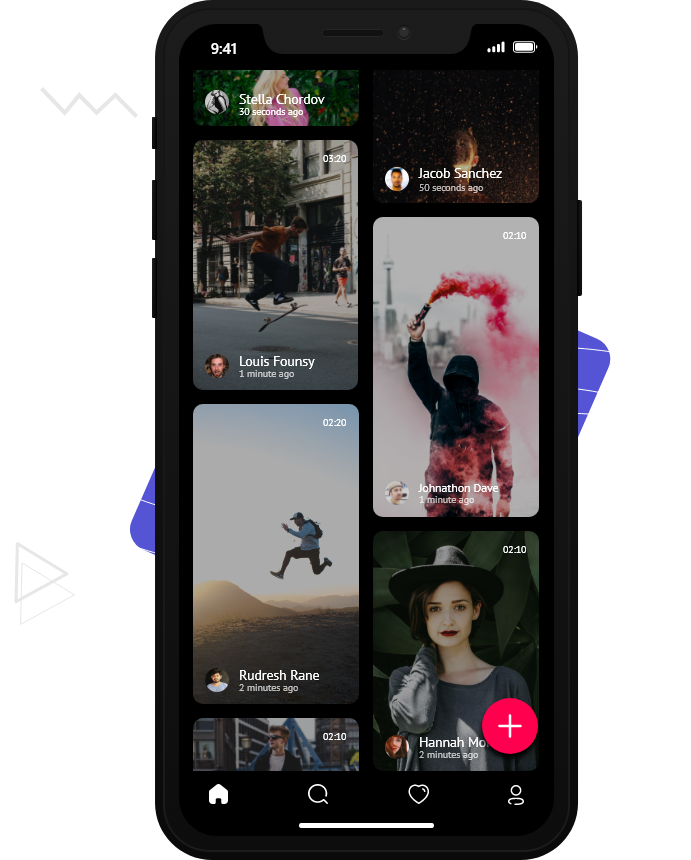 9:41
Stella Chordov
30 seconds ago
Jacob Sanchez
50 seconds ago
03:20
Louis Founsy
1 minute ago
02:10
Johnathon Dave
1 minute ago
02:20
Rudresh Rane
2 minutes ago
02:10
Hannah
2 minutes ago
02:10